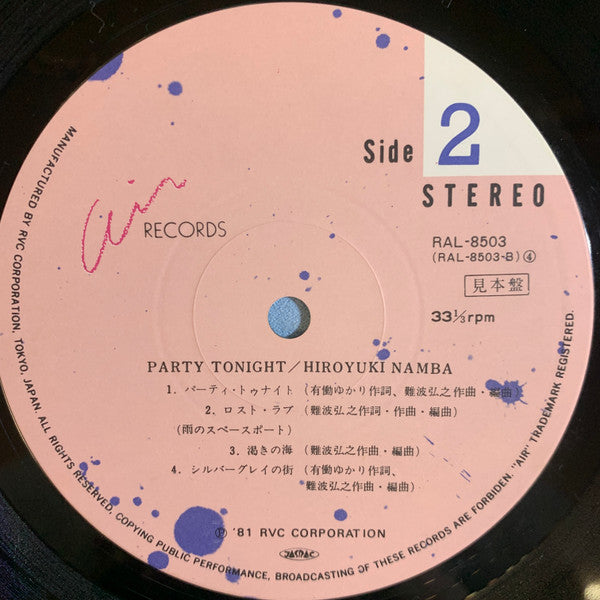 Side 2
STEREO
Air RECORDS
RAL-8503
(RAL-8503-B) ④
見本盤
33⅓rpm
PARTY TONIGHT／HIROYUKI NAMBA
1. パーティ・トゥナイト (有働ゆかり作詞、難波弘之作曲・編曲)
2. ロスト・ラブ (難波弘之作詞・作曲・編曲)
(雨のスペースポート)
3. 渇きの海 (難波弘之作曲・編曲)
4. シルバーグレイの街 (有働ゆかり作詞、
難波弘之作曲・編曲)
Ⓟ '81 RVC CORPORATION
JASRAC
MANUFACTURED BY RVC CORPORATION, TOKYO, JAPAN. ALL RIGHTS RESERVED, COPYING PUBLIC PERFORMANCE, BROADCASTING OF THESE RECORDS ARE FORBIDDEN. "AIR" TRADEMARK REGISTERED.